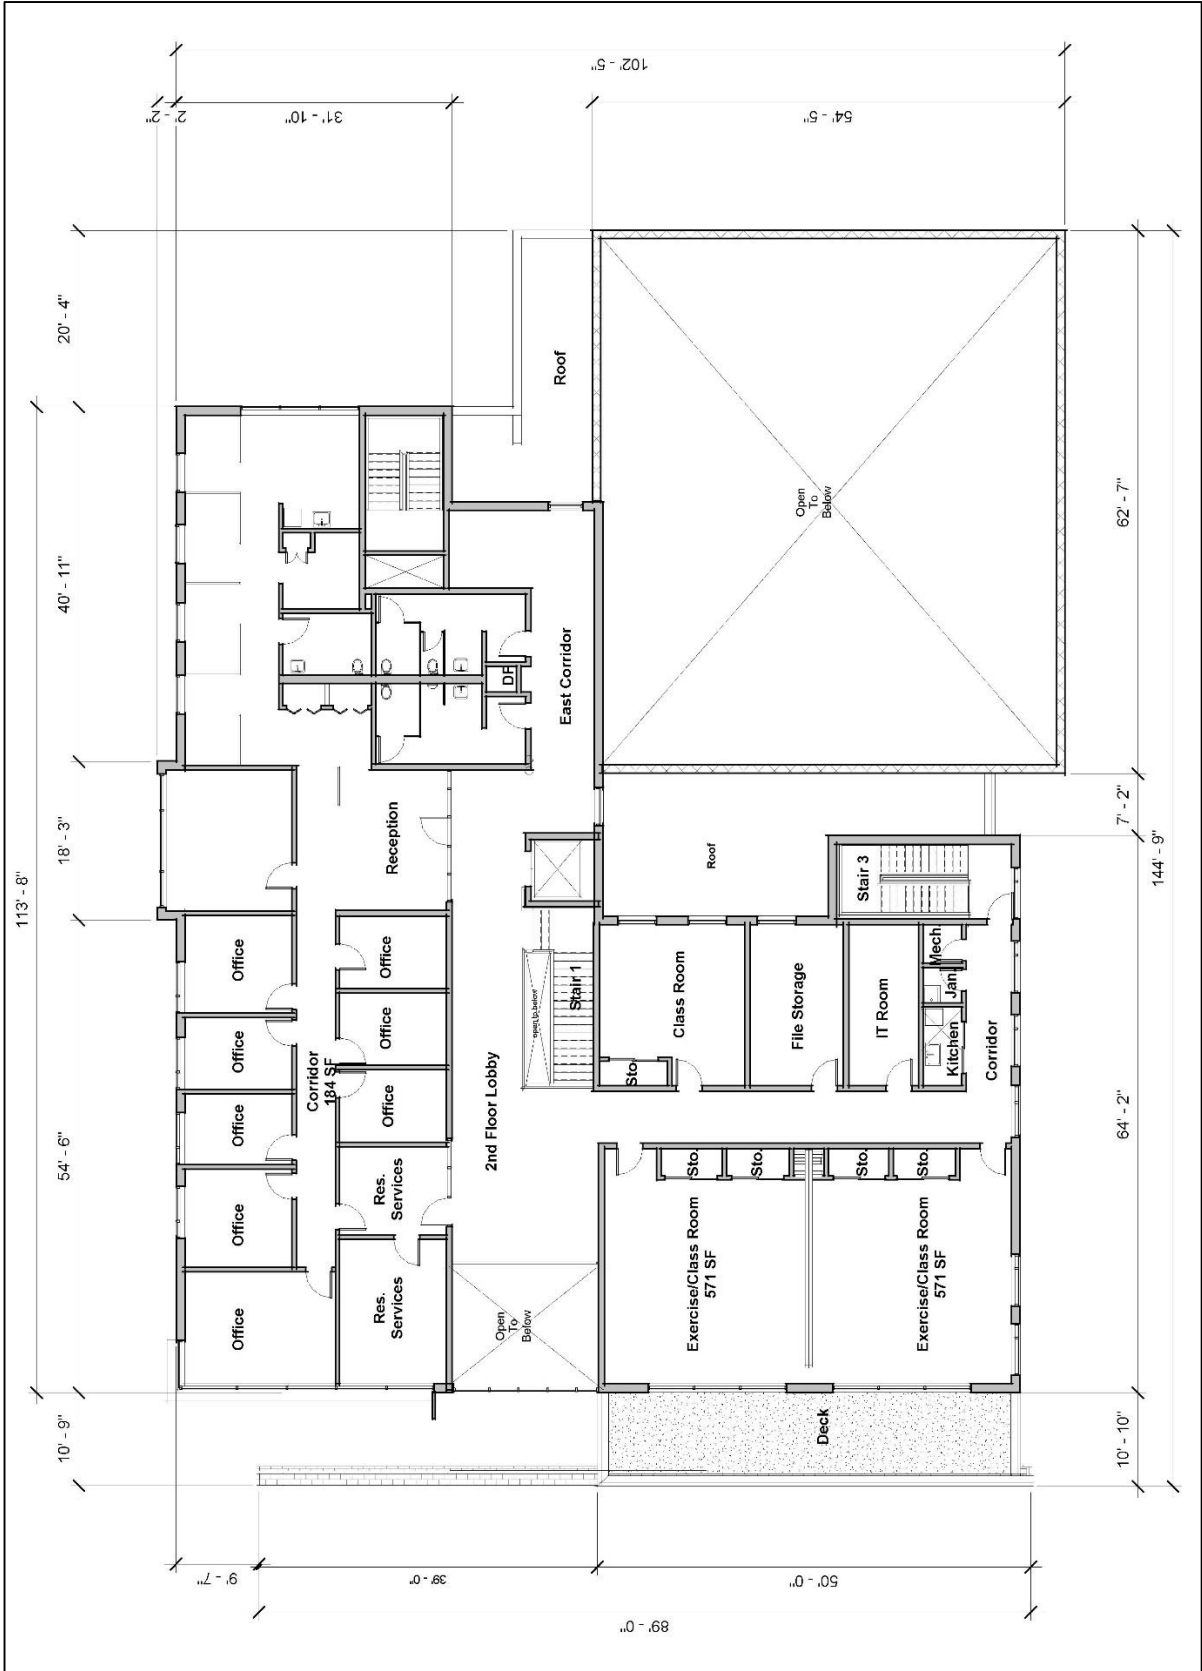 102' - 5"
2' - 2"
31' - 10"
54' - 5"
113' - 8"
10' - 9"
54' - 6"
18' - 3"
40' - 11"
20' - 4"
Office
Office
Office
Office
Office
Corridor
184 SF
Office
Office
Office
Res.
Services
Res.
Services
Reception
2nd Floor Lobby
Open
To
Below
open to below
Stair 1
East Corridor
DF
Roof
Open
To
Below
Roof
Stair 3
Class Room
Sto.
File Storage
IT Room
Mech.
Jan.
Kitchen
Corridor
Sto.
Sto.
Sto.
Sto.
Exercise/Class Room
571 SF
Exercise/Class Room
571 SF
Deck
10' - 10"
64' - 2"
7' - 2"
62' - 7"
144' - 9"
9' - 7"
39' - 0"
50' - 0"
89' - 0"